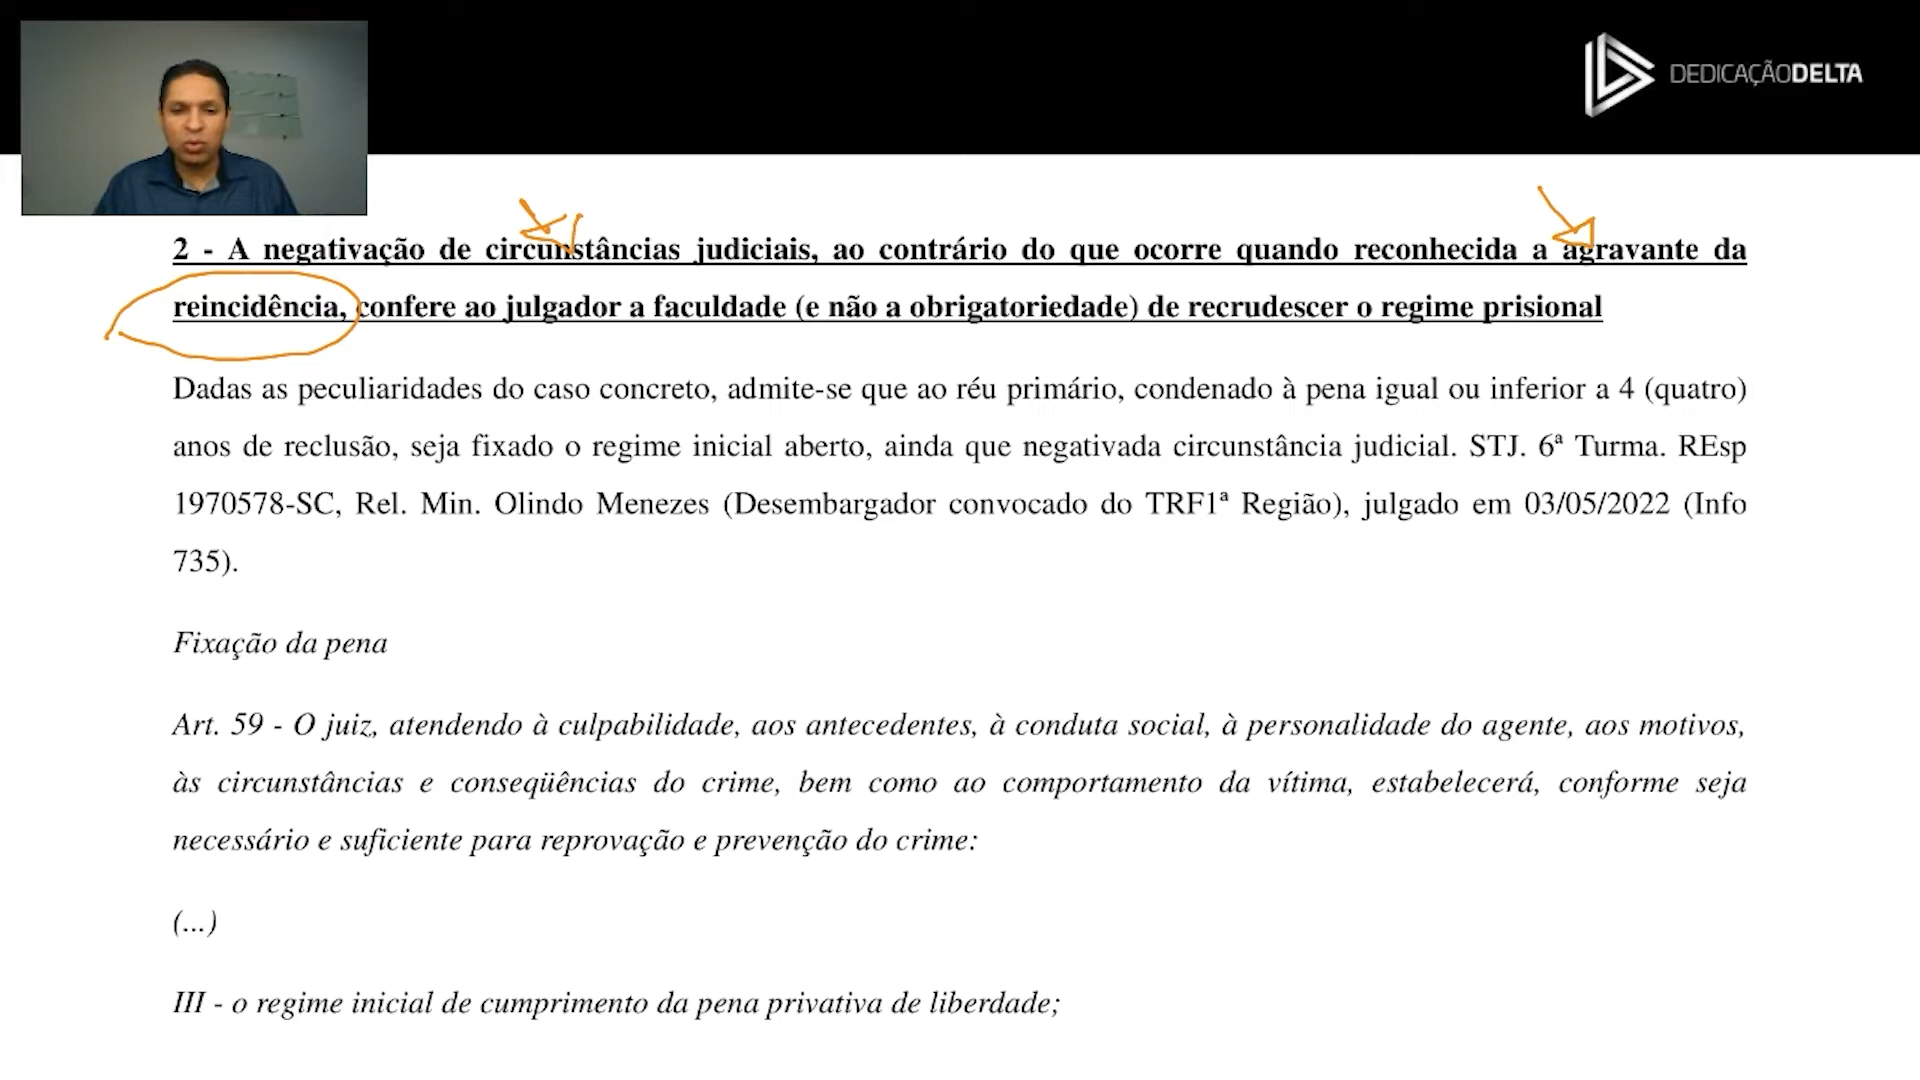 DEDICAÇÃODELTA
2 - A negativação de circunstâncias judiciais, ao contrário do que ocorre quando reconhecida a agravante da
reincidência, confere ao julgador a faculdade (e não a obrigatoriedade) de recrudescer o regime prisional
Dadas as peculiaridades do caso concreto, admite-se que ao réu primário, condenado à pena igual ou inferior a 4 (quatro)
anos de reclusão, seja fixado o regime inicial aberto, ainda que negativada circunstância judicial. STJ. 6ª Turma. REsp
1970578-SC, Rel. Min. Olindo Menezes (Desembargador convocado do TRF1ª Região), julgado em 03/05/2022 (Info
735).
Fixação da pena
Art. 59 - O juiz, atendendo à culpabilidade, aos antecedentes, à conduta social, à personalidade do agente, aos motivos,
às circunstâncias e conseqüências do crime, bem como ao comportamento da vítima, estabelecerá, conforme seja
necessário e suficiente para reprovação e prevenção do crime:
(...)
III - o regime inicial de cumprimento da pena privativa de liberdade;